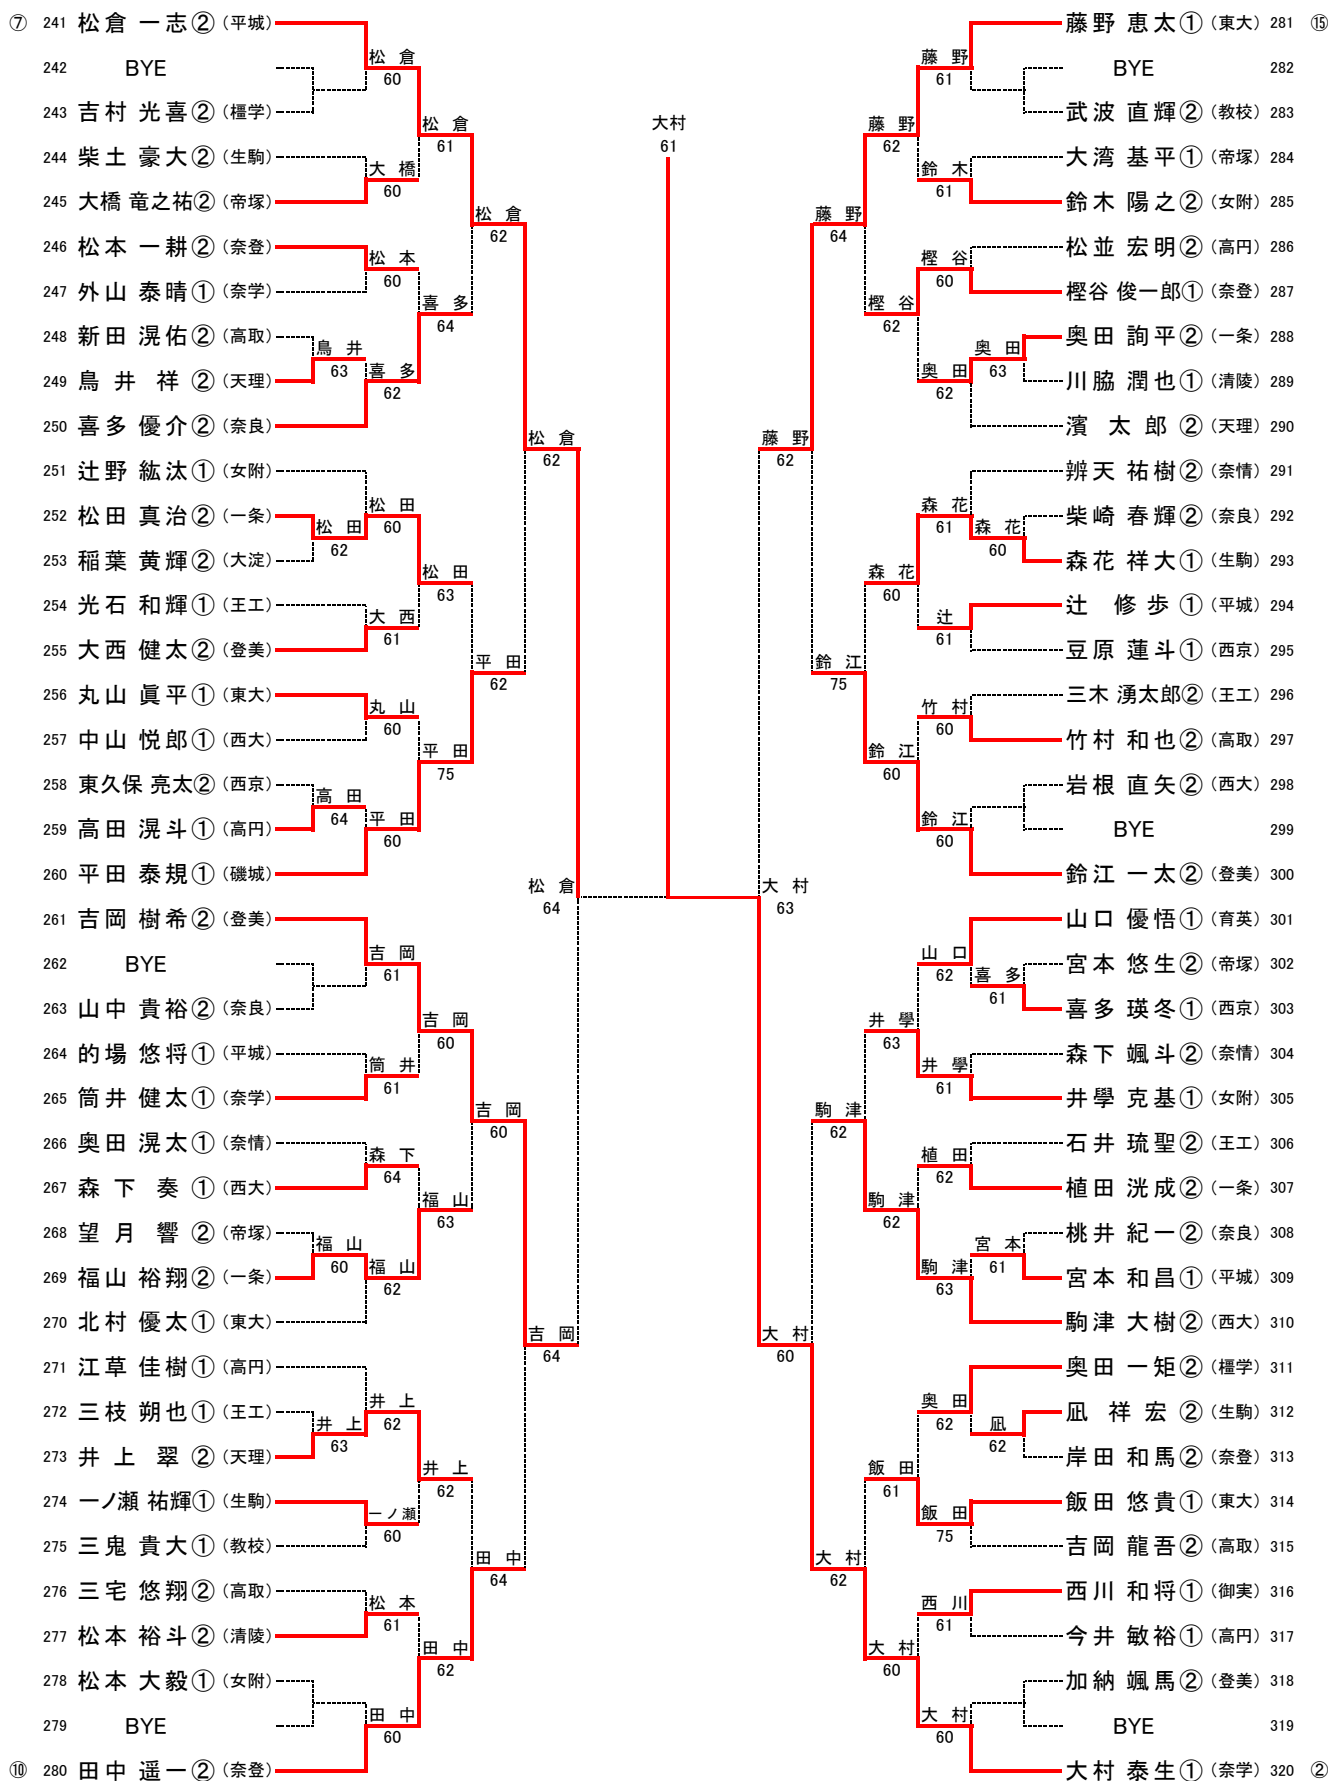 ⑦ 241 松倉 一志② (平城)
242 BYE
243 吉村 光喜② (橿学)
244 柴土 豪大② (生駒)
245 大橋 竜之祐② (帝塚)
246 松本 一耕② (奈登)
247 外山 泰晴① (奈学)
248 新田 滉佑② (高取)
249 鳥井 祥② (天理)
250 喜多 優介② (奈良)
251 辻野 紘汰① (女附)
252 松田 真治② (一条)
253 稲葉 黄輝② (大淀)
254 光石 和輝① (王工)
255 大西 健太② (登美)
256 丸山 眞平① (東大)
257 中山 悦郎① (西大)
258 東久保 亮太② (西京)
259 高田 滉斗① (高円)
260 平田 泰規① (磯城)
261 吉岡 樹希② (登美)
262 BYE
263 山中 貴裕② (奈良)
264 的場 悠将① (平城)
265 筒井 健太① (奈学)
266 奥田 滉太① (奈情)
267 森下 奏① (西大)
268 望月 響② (帝塚)
269 福山 裕翔② (一条)
270 北村 優太① (東大)
271 江草 佳樹① (高円)
272 三枝 朔也① (王工)
273 井上 翠② (天理)
274 一ノ瀬 祐輝① (生駒)
275 三鬼 貴大① (教校)
276 三宅 悠翔② (高取)
277 松本 裕斗② (清陵)
278 松本 大毅① (女附)
279 BYE
⑩ 280 田中 遥一② (奈登)
鳥井
63
松田
62
高田
64
福山
60
井上
63
松倉
60
大橋
60
松本
60
喜多
62
松田
60
大西
61
丸山
60
平田
60
吉岡
61
筒井
61
森下
64
福山
62
井上
62
一ノ瀬
60
松本
61
田中
60
松倉
61
喜多
64
松田
63
平田
75
吉岡
60
福山
63
井上
62
田中
62
松倉
62
平田
62
吉岡
60
田中
64
松倉
62
吉岡
64
松倉
64
大村
61
大村
63
藤野
62
大村
60
藤野
64
鈴江
75
駒津
62
大村
62
藤野
62
樫谷
62
森花
60
鈴江
60
井學
63
駒津
62
飯田
61
大村
60
藤野
61
鈴木
61
樫谷
60
奥田
62
森花
61
辻
61
竹村
60
鈴江
60
山口
62
井學
61
植田
62
駒津
63
奥田
62
飯田
75
西川
61
大村
60
奥田
63
森花
60
喜多
61
宮本
61
凪
62
藤野 恵太① (東大) 281 ⑮
BYE 282
武波 直輝② (教校) 283
大湾 基平① (帝塚) 284
鈴木 陽之② (女附) 285
松並 宏明② (高円) 286
樫谷 俊一郎① (奈登) 287
奥田 詢平② (一条) 288
川脇 潤也① (清陵) 289
濱 太郎② (天理) 290
辨天 祐樹② (奈情) 291
柴崎 春輝② (奈良) 292
森花 祥大① (生駒) 293
辻 修歩① (平城) 294
豆原 蓮斗① (西京) 295
三木 湧太郎② (王工) 296
竹村 和也② (高取) 297
岩根 直矢② (西大) 298
BYE 299
鈴江 一太② (登美) 300
山口 優悟① (育英) 301
宮本 悠生② (帝塚) 302
喜多 瑛冬① (西京) 303
森下 颯斗② (奈情) 304
井學 克基① (女附) 305
石井 琉聖② (王工) 306
植田 洸成② (一条) 307
桃井 紀一② (奈良) 308
宮本 和昌① (平城) 309
駒津 大樹② (西大) 310
奥田 一矩② (橿学) 311
凪 祥宏② (生駒) 312
岸田 和馬② (奈登) 313
飯田 悠貴① (東大) 314
吉岡 龍吾② (高取) 315
西川 和将① (御実) 316
今井 敏裕① (高円) 317
加納 颯馬② (登美) 318
BYE 319
大村 泰生① (奈学) 320 ②